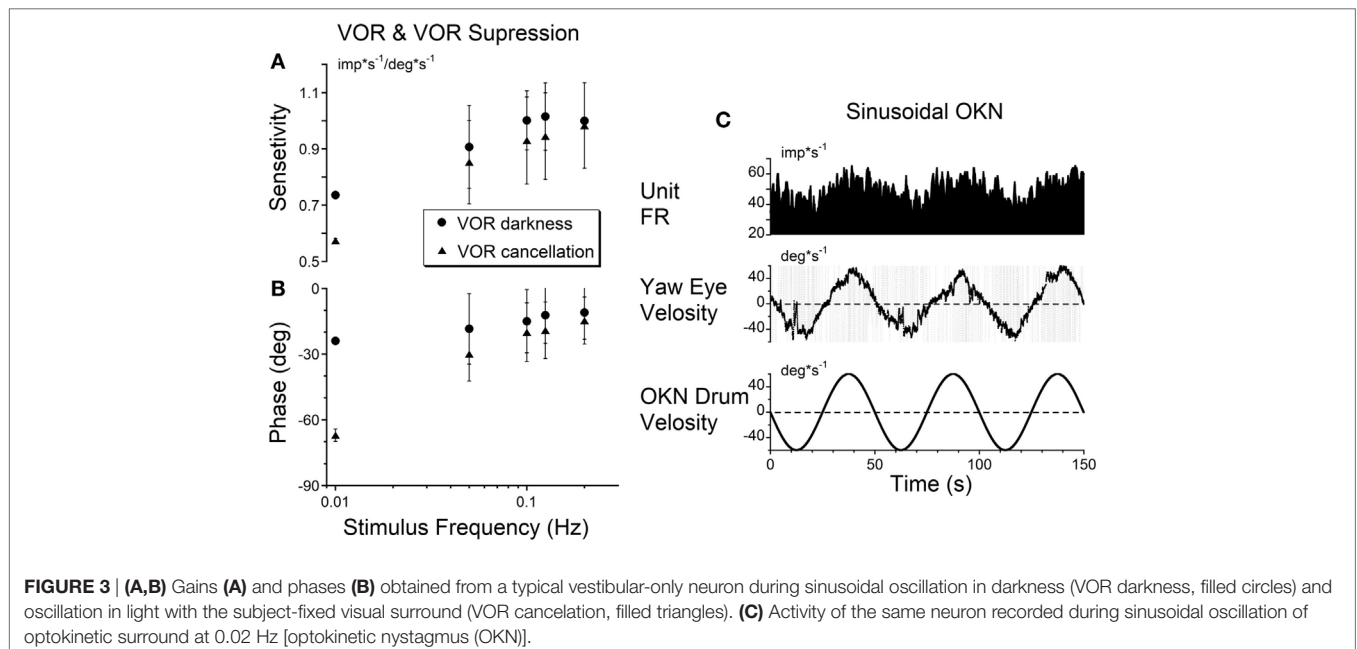 VOR & VOR Supression
A
imp*s⁻¹/deg*s⁻¹
Sensetivity
1.1
0.9
0.7
0.5
VOR darkness
VOR cancellation
B
Phase (deg)
0
-30
-60
-90
0.01
0.1
Stimulus Frequency (Hz)
C
Sinusoidal OKN
Unit
FR
imp*s⁻¹
60
40
20
Yaw Eye
Velosity
deg*s⁻¹
40
0
-40
OKN Drum
Velosity
deg*s⁻¹
40
0
-40
0
50
100
150
Time (s)
FIGURE 3 | (A,B) Gains (A) and phases (B) obtained from a typical vestibular-only neuron during sinusoidal oscillation in darkness (VOR darkness, filled circles) and
oscillation in light with the subject-fixed visual surround (VOR cancelation, filled triangles). (C) Activity of the same neuron recorded during sinusoidal oscillation of
optokinetic surround at 0.02 Hz [optokinetic nystagmus (OKN)].